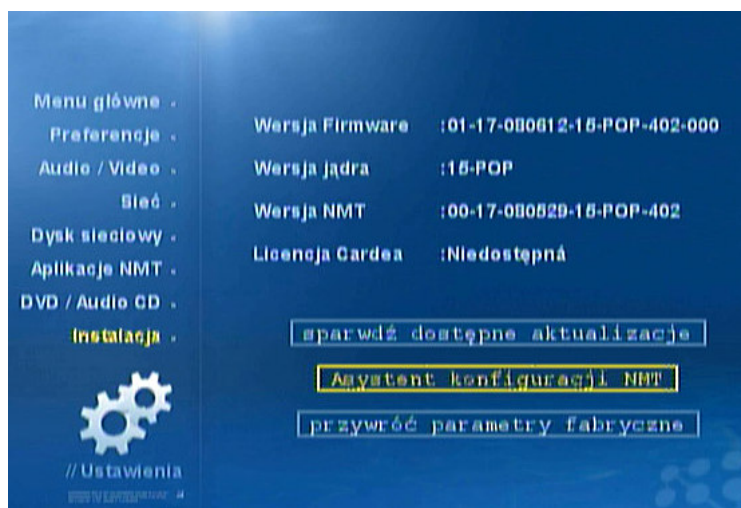 Menu główne
Preferencje
Audio / Video
Sieć
Dysk sieciowy
Aplikacje NMT
DVD / Audio CD
Instalacja
// Ustawienia
Wersja Firmware :01-17-080612-15-POP-402-000
Wersja jądra :15-POP
Wersja NMT :00-17-080529-15-POP-402
Licencja Cardea :Niedostępná
sparwdź dostępne aktualizacje
Asystent konfiguracji NMT
przywróć parametry fabryczne